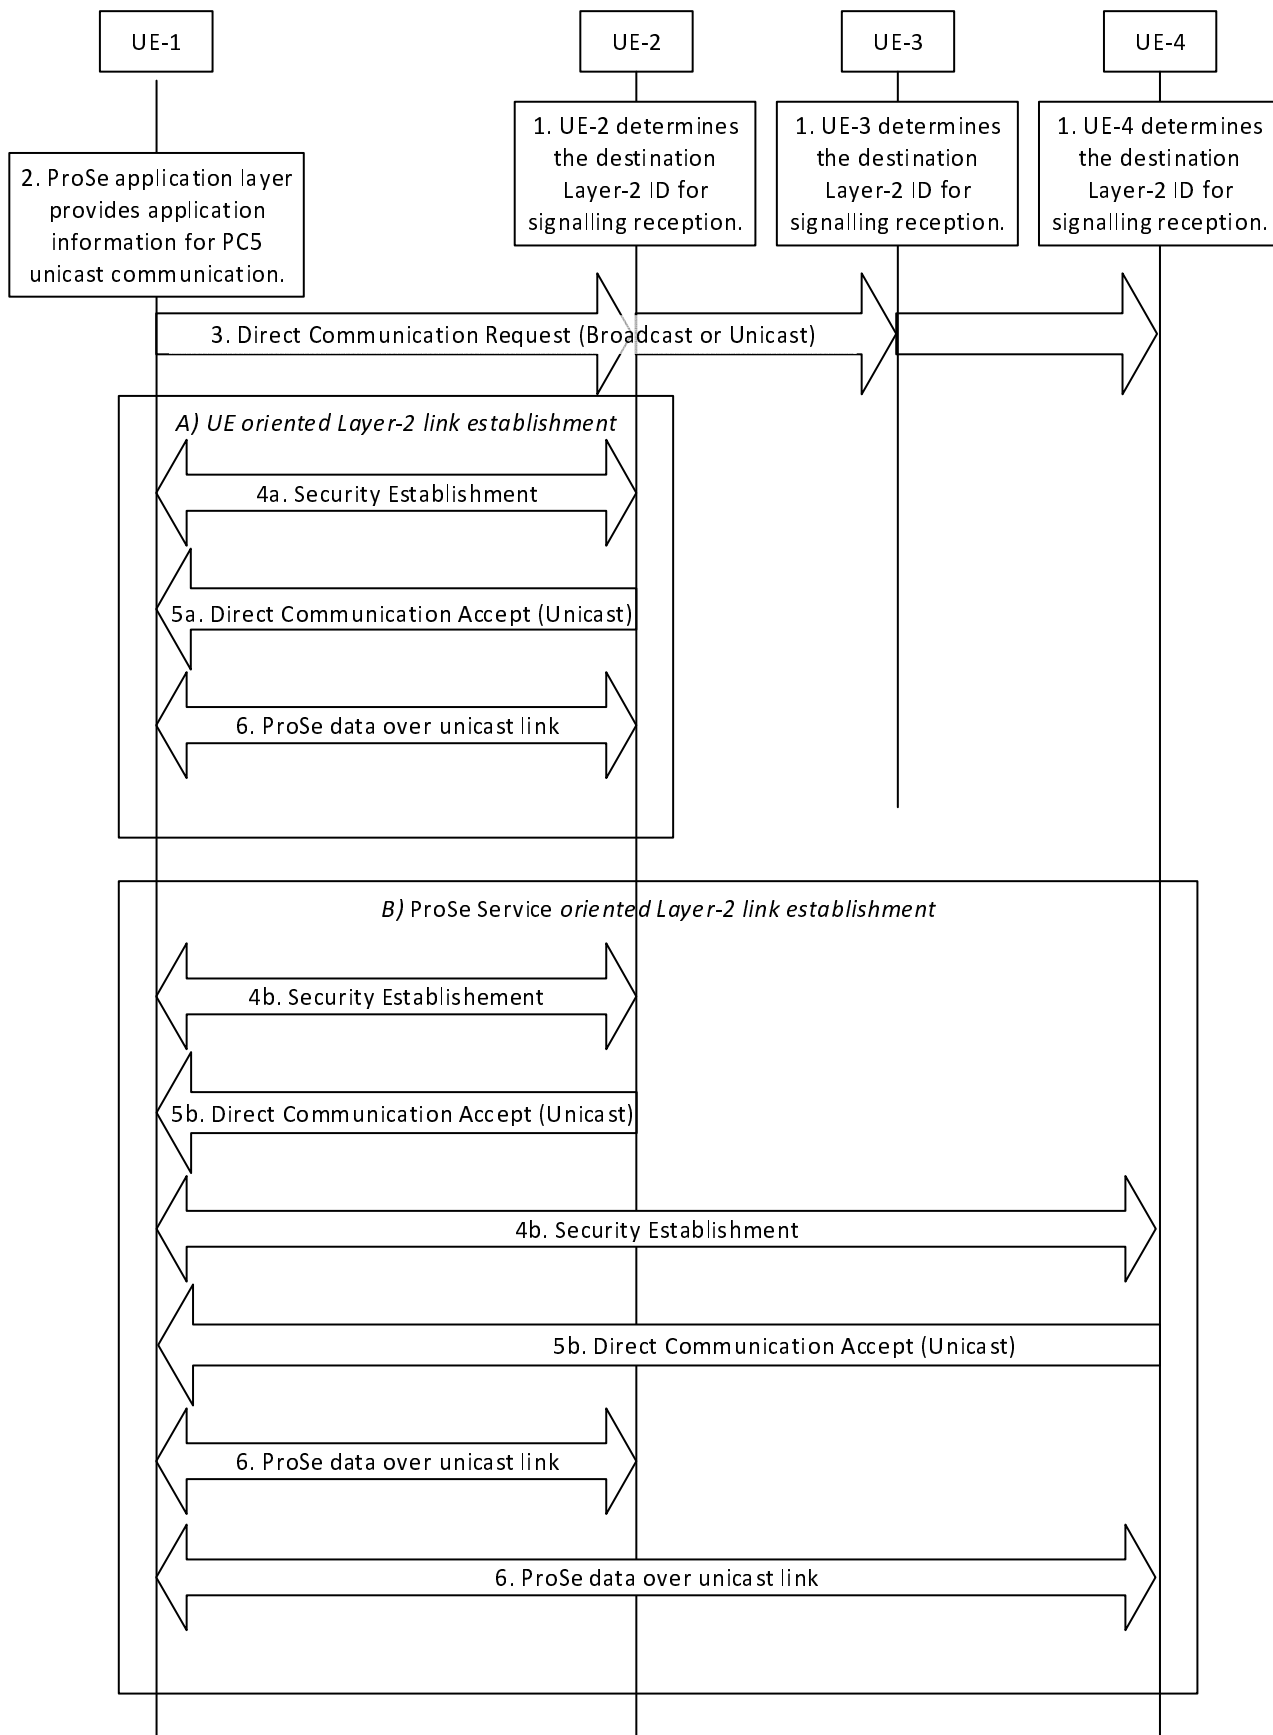 UE-1
UE-2
UE-3
UE-4
1. UE-2 determines
the destination
Layer-2 ID for
signalling reception.
1. UE-3 determines
the destination
Layer-2 ID for
signalling reception.
1. UE-4 determines
the destination
Layer-2 ID for
signalling reception.
2. ProSe application layer
provides application
information for PC5
unicast communication.
3. Direct Communication Request (Broadcast or Unicast)
A) UE oriented Layer-2 link establishment
4a. Security Establishment
5a. Direct Communication Accept (Unicast)
6. ProSe data over unicast link
B) ProSe Service oriented Layer-2 link establishment
4b. Security Establishement
5b. Direct Communication Accept (Unicast)
4b. Security Establishment
5b. Direct Communication Accept (Unicast)
6. ProSe data over unicast link
6. ProSe data over unicast link